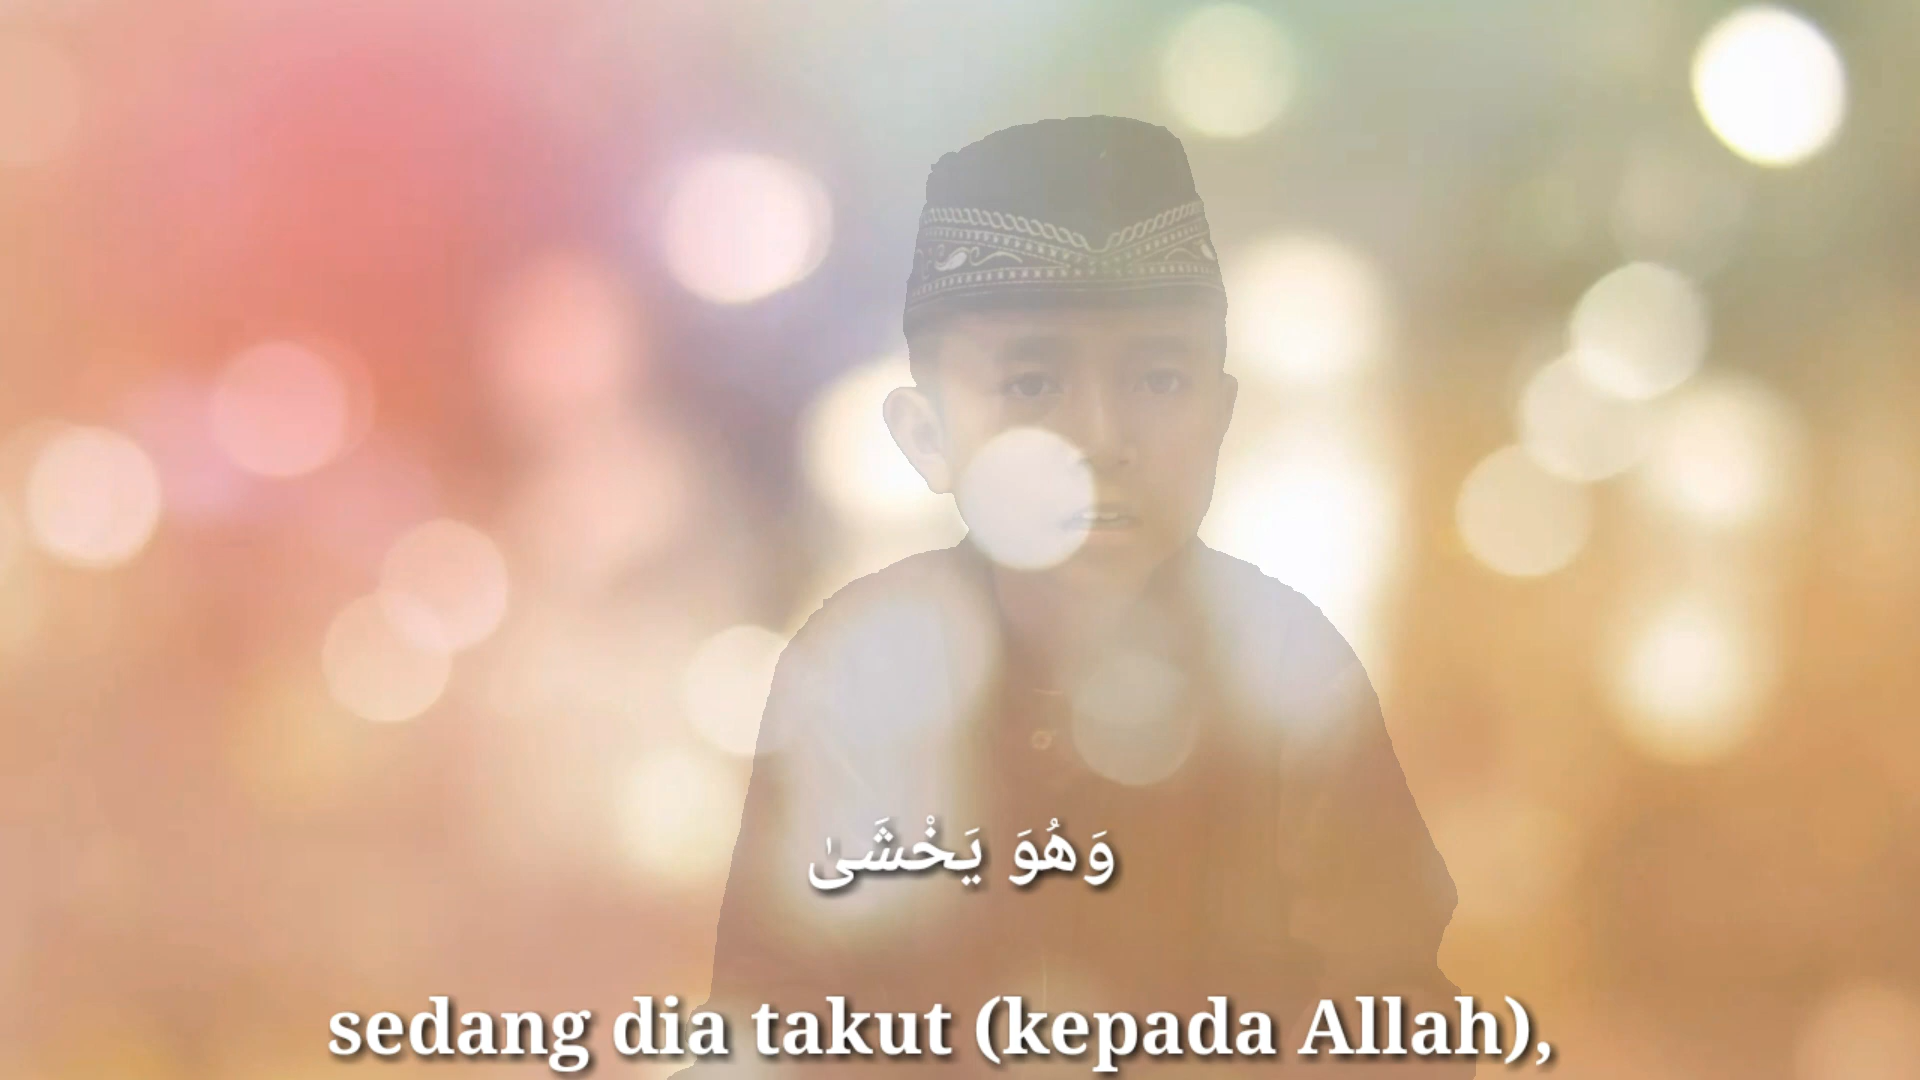 وَهُوَ يَخْشَىٰ
sedang dia takut (kepada Allah),